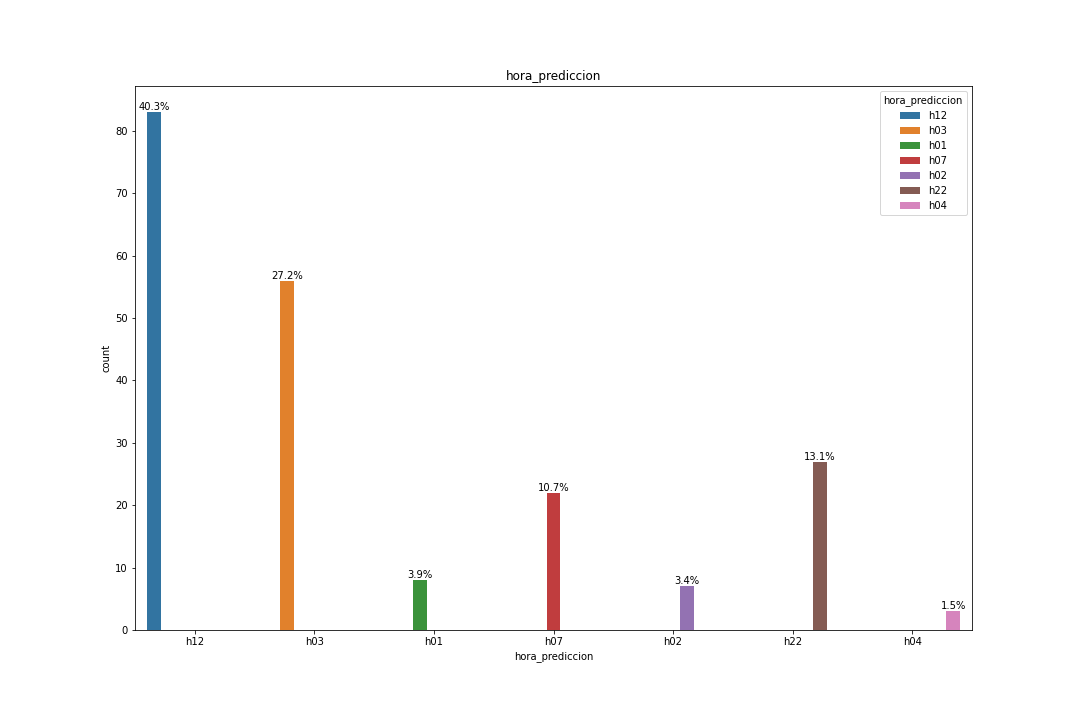 hora_prediccion
40.3%
27.2%
3.9%
10.7%
3.4%
13.1%
1.5%
hora_prediccion
h12
h03
h01
h07
h02
h22
h04
count
80
70
60
50
40
30
20
10
0
h12 h03 h01 h07 h02 h22 h04
hora_prediccion